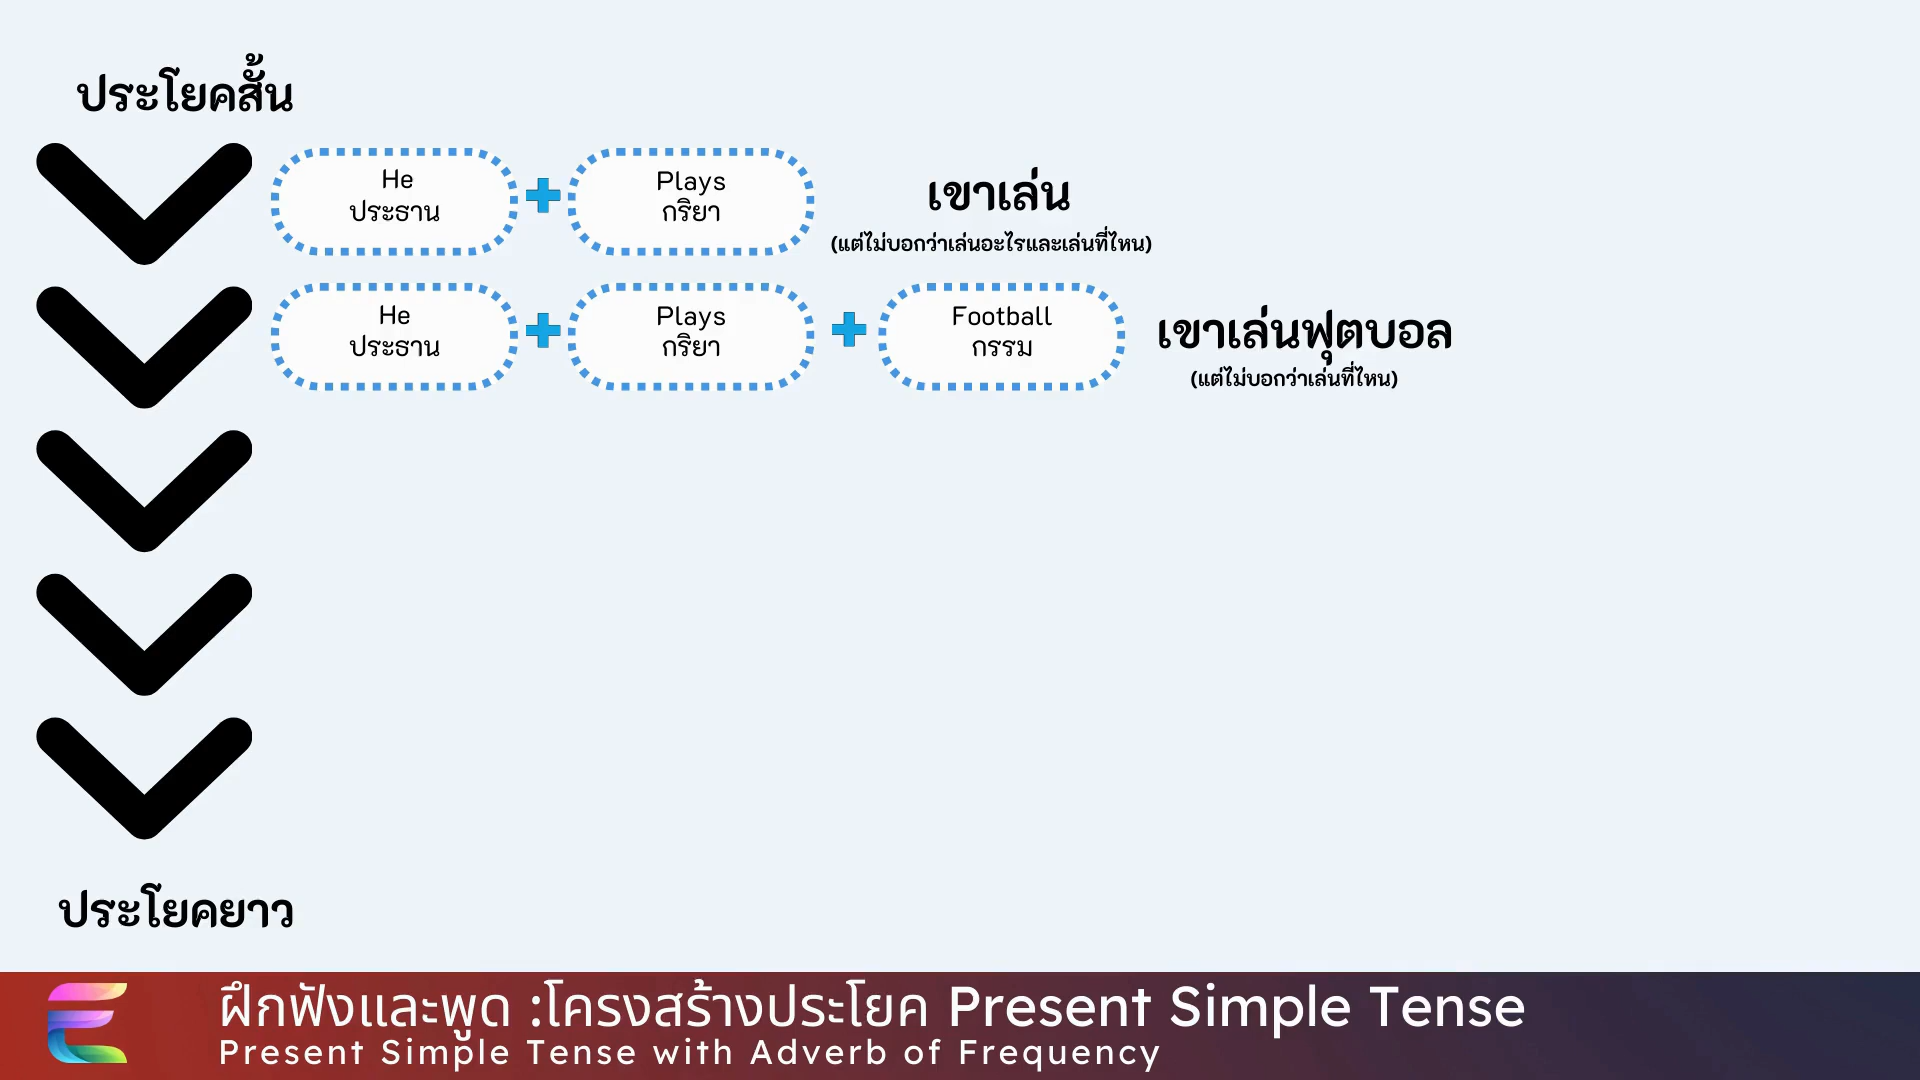 ประโยคสั้น
He
ประธาน
Plays
กริยา
เขาเล่น
(แต่ไม่บอกว่าเล่นอะไรและเล่นที่ไหน)
He
ประธาน
Plays
กริยา
Football
กรรม
เขาเล่นฟุตบอล
(แต่ไม่บอกว่าเล่นที่ไหน)
ประโยคยาว
ฝึกฟังและพูด :โครงสร้างประโยค Present Simple Tense
Present Simple Tense with Adverb of Frequency